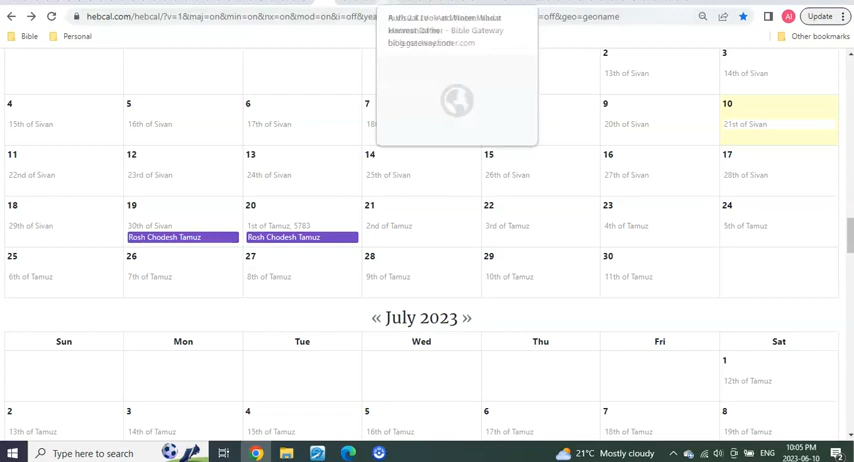 hebcal.com/hebcal/?v=1&maj=on&min=on&nx=on&mod=on&i=off&yea
=off&geo=geoname
AI
Update
Bible
Personal
Other bookmarks
Harvest
- Bible Gateway
2
3
13th of Sivan
14th of Sivan
4
5
6
7
9
10
15th of Sivan
16th of Sivan
17th of Sivan
20th of Sivan
21st of Sivan
11
12
13
14
15
16
17
22nd of Sivan
23rd of Sivan
24th of Sivan
25th of Sivan
26th of Sivan
27th of Sivan
28th of Sivan
18
19
20
21
22
23
24
29th of Sivan
30th of Sivan
1st of Tamuz, 5783
2nd of Tamuz
3rd of Tamuz
4th of Tamuz
5th of Tamuz
Rosh Chodesh Tamuz
Rosh Chodesh Tamuz
25
26
27
28
29
30
6th of Tamuz
7th of Tamuz
8th of Tamuz
9th of Tamuz
10th of Tamuz
11th of Tamuz
« July 2023 »
Sun
Mon
Tue
Wed
Thu
Fri
Sat
1
12th of Tamuz
2
3
4
5
6
7
8
13th of Tamuz
14th of Tamuz
15th of Tamuz
16th of Tamuz
17th of Tamuz
18th of Tamuz
19th of Tamuz
Type here to search
21°C Mostly cloudy
ENG
10:05 PM
2023-06-10
2